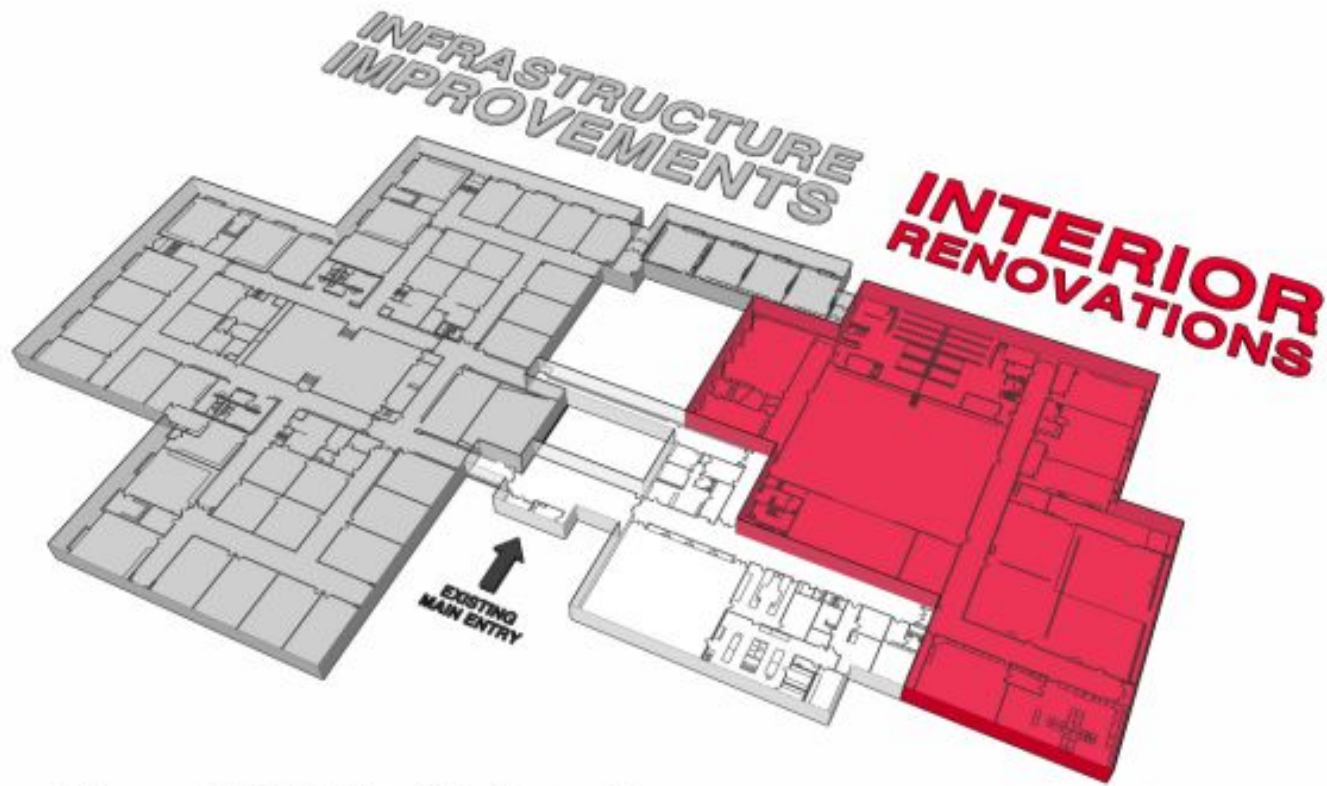 INFRASTRUCTURE
IMPROVEMENTS
INTERIOR
RENOVATIONS
EXISTING
MAIN ENTRY